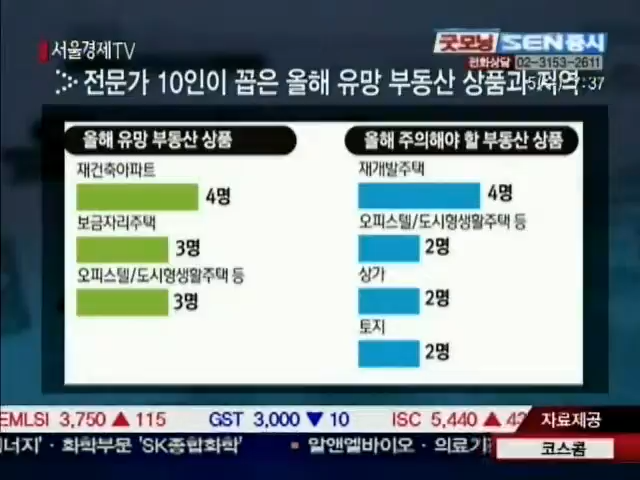 서울경제TV
굿모닝 SEN증시
전화상담 02-3153-2611
전문가 10인이 꼽은 올해 유망 부동산 상품과 지역
올해 유망 부동산 상품
재건축아파트
4명
보금자리주택
3명
오피스텔/도시형생활주택 등
3명
올해 주의해야 할 부동산 상품
재개발주택
4명
오피스텔/도시형생활주택 등
2명
상가
2명
토지
2명
EMLSI 3,750 ▲ 115 GST 3,000 ▼ 10 ISC 5,440 ▲
자료제공
너지' · 화학부문 'SK종합화학' ▪ 알앤엘바이오 · 의료기
코스콤